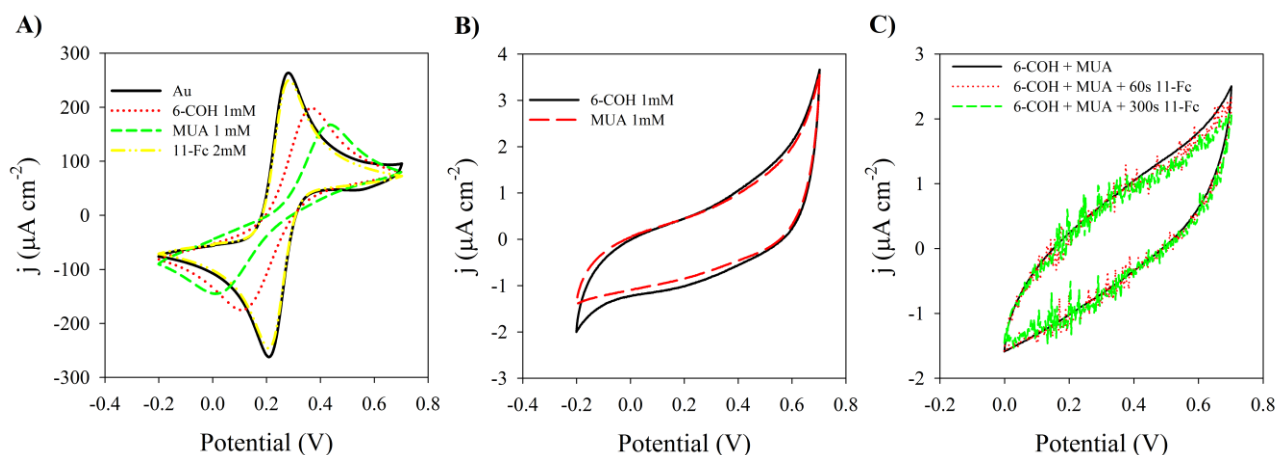 A)
300
200
100
0
-100
-200
-300
j (µA cm⁻²)
Au
6-COH 1mM
MUA 1 mM
11-Fc 2mM
-0.4 -0.2 0.0 0.2 0.4 0.6 0.8
Potential (V)
B)
4
3
2
1
0
-1
-2
-3
j (µA cm⁻²)
6-COH 1mM
MUA 1mM
-0.4 -0.2 0.0 0.2 0.4 0.6 0.8
Potential (V)
C)
3
2
1
0
-1
-2
j (µA cm⁻²)
6-COH + MUA
6-COH + MUA + 60s 11-Fc
6-COH + MUA + 300s 11-Fc
-0.4 -0.2 0.0 0.2 0.4 0.6 0.8
Potential (V)